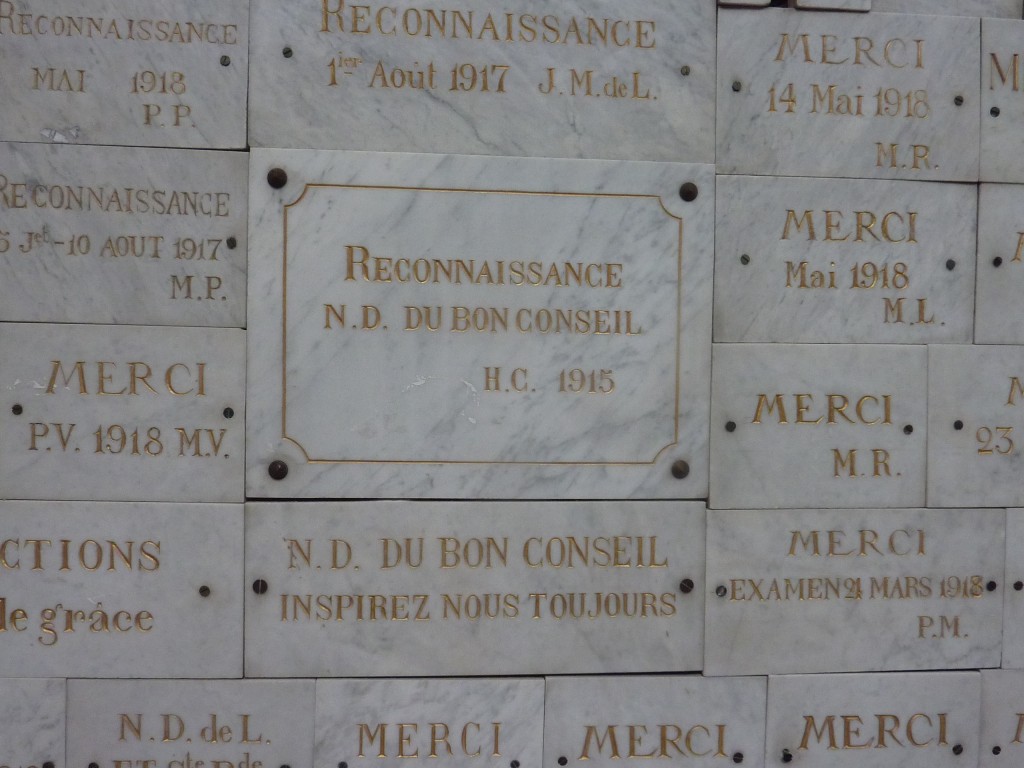 RECONNAISSANCE
MAI 1918
P.P.
RECONNAISSANCE
1er Août 1917 J.M.de L.
MERCI
14 Mai 1918
M.R.
RECONNAISSANCE
10 AOUT 1917
M.P.
RECONNAISSANCE
N.D. DU BON CONSEIL
H.C. 1915
MERCI
Mai 1918
M.L.
MERCI
P.V. 1918 M.V.
MERCI
M.R.
23
CTIONS
de grâce
N.D. DU BON CONSEIL
INSPIREZ NOUS TOUJOURS
MERCI
EXAMEN 21 MARS 1918
P.M.
N.D. de L.
MERCI
MERCI
MERCI